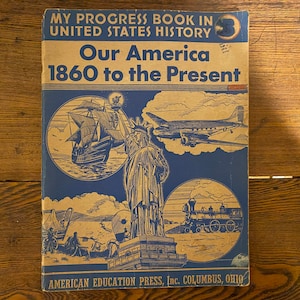 MY PROGRESS BOOK IN
UNITED STATES HISTORY
Our America
1860 to the Present
AMERICAN EDUCATION PRESS, Inc. COLUMBUS, OHIO